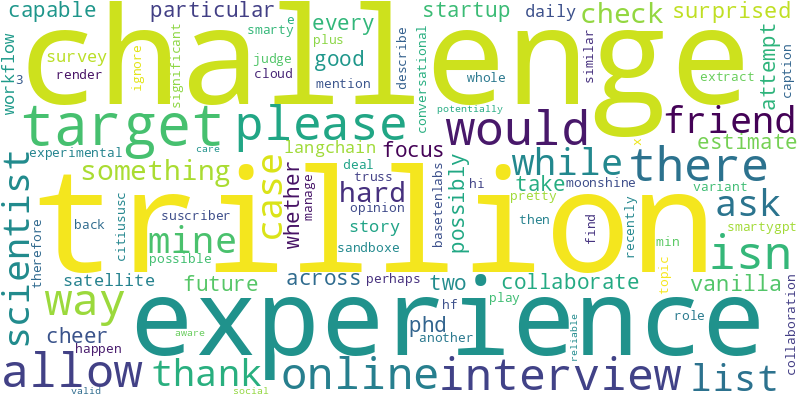 capable particular startup daily check surprised
challenge
workflow survey render 3 ignore significant smarty e judge cloud plus every good mention describe conversational whole similar extract attempt caption
target please would friend
experimental care langchain focus potentially x estimate
scientist something case while there
whether manage deal truss hard opinion possibly basetenlabs hi take moonshine variant ask
trillion
back citiususc suscriber mine story sandboxe pretty then find recently smartygpt isn
therefore possible min topic
satellite future across two collaborate vanilla
way perhaps hf play
experience
cheer phd another role collaboration
happen aware reliable
allow thank online interview list
valid social